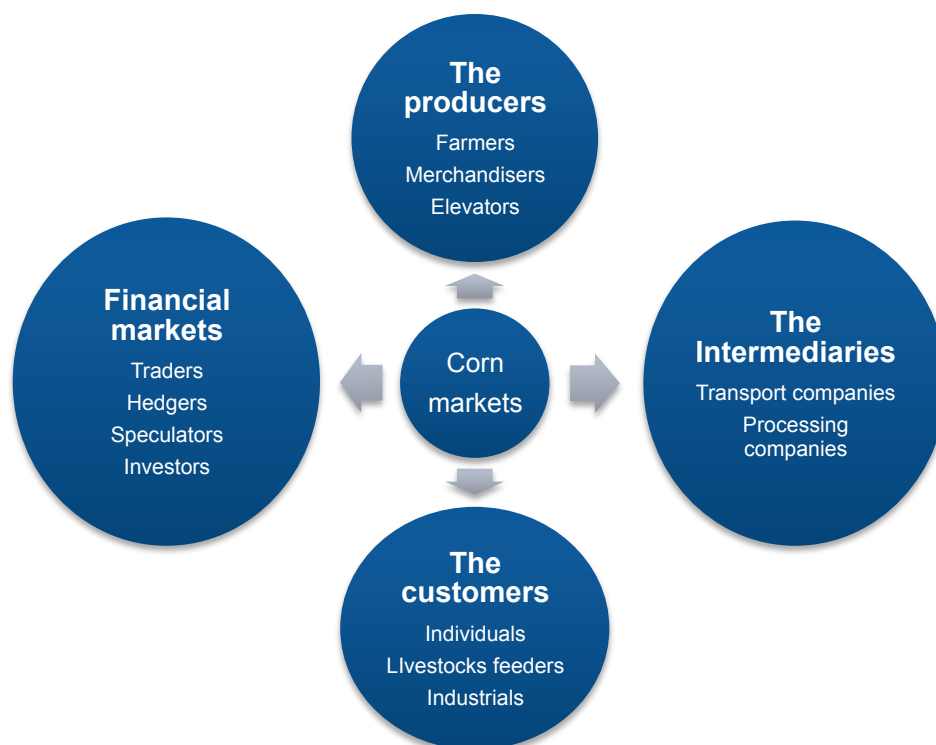 The
producers
Farmers
Merchandisers
Elevators
Financial
markets
Traders
Hedgers
Speculators
Investors
Corn
markets
The
Intermediaries
Transport companies
Processing
companies
The
customers
Individuals
LIvestocks feeders
Industrials